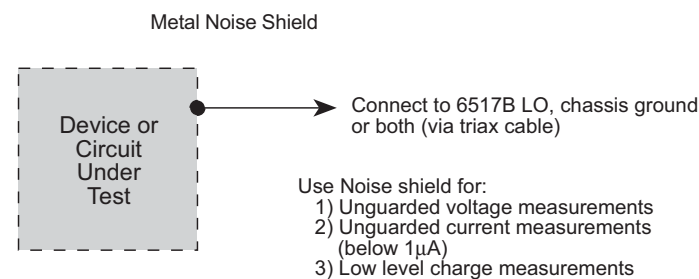 Metal Noise Shield
Device or
Circuit
Under
Test
Connect to 6517B LO, chassis ground
or both (via triax cable)
Use Noise shield for:
1) Unguarded voltage measurements
2) Unguarded current measurements
(below 1µA)
3) Low level charge measurements